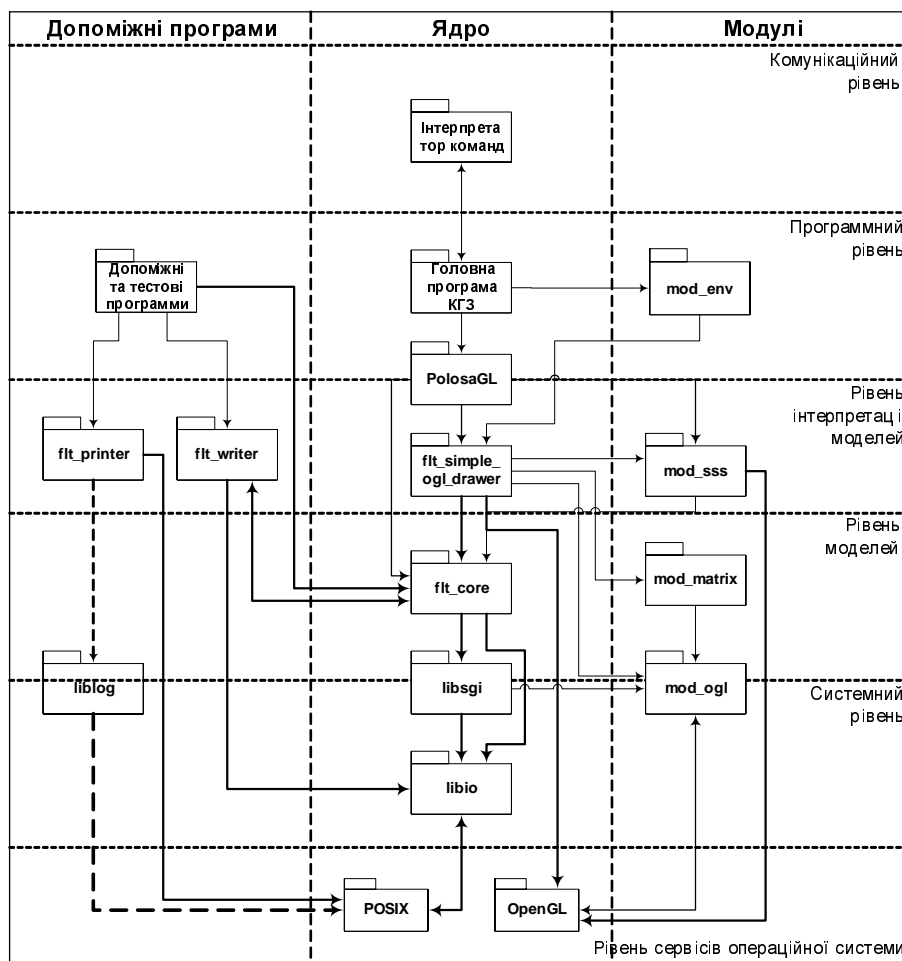 Допоміжні програми
Ядро
Модулі
Комунікаційний
рівень
Інтерпрета
тор команд
Программний
рівень
Допоміжні
та тестові
программи
Головна
програма
КГЗ
mod_env
PolosaGL
Рівень
інтерпретаці
моделей
flt_printer
flt_writer
flt_simple_
ogl_drawer
mod_sss
Рівень
моделей
flt_core
mod_matrix
liblog
libsgi
mod_ogl
Системний
рівень
libio
POSIX
OpenGL
Рівень сервісів операційної системи